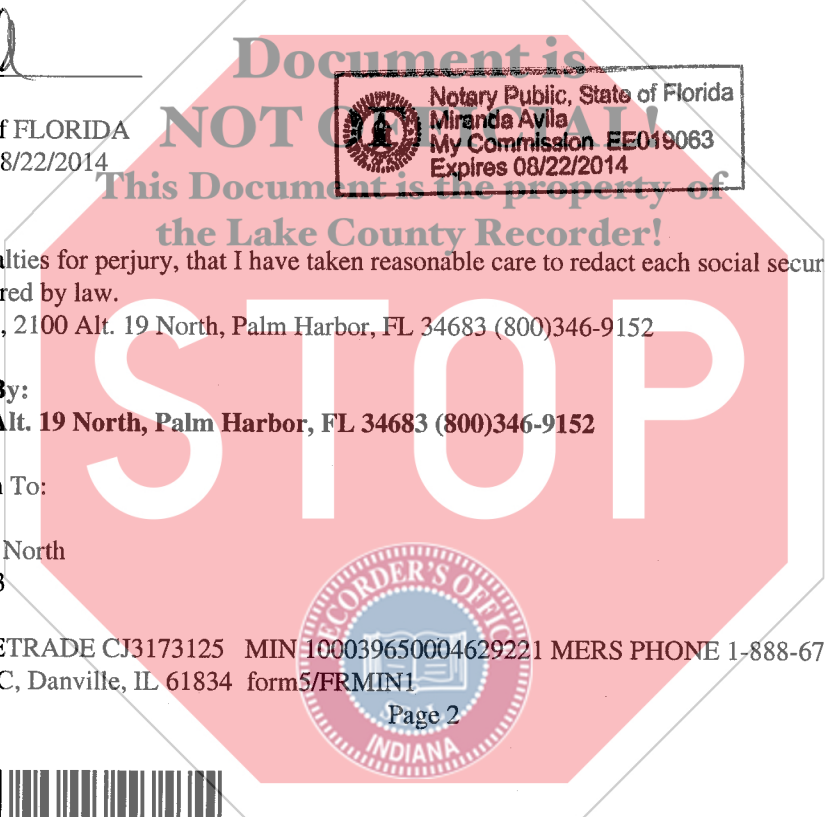 Document is
NOT OFFICIAL!
This Document is the property of
the Lake County Recorder!
Notary Public, State of Florida
Miranda Avila
My Commission EE019063
Expires 08/22/2014
f FLORIDA
8/22/2014
alties for perjury, that I have taken reasonable care to redact each social secur
red by law.
, 2100 Alt. 19 North, Palm Harbor, FL 34683 (800)346-9152
By:
Alt. 19 North, Palm Harbor, FL 34683 (800)346-9152
n To:
North
3
STOP
ETRADE CJ3173125 MIN 100039650004629221 MERS PHONE 1-888-67
C, Danville, IL 61834 form5/FRMIN1
Page 2
RECORDER'S OFFICE
Seal
INDIANA